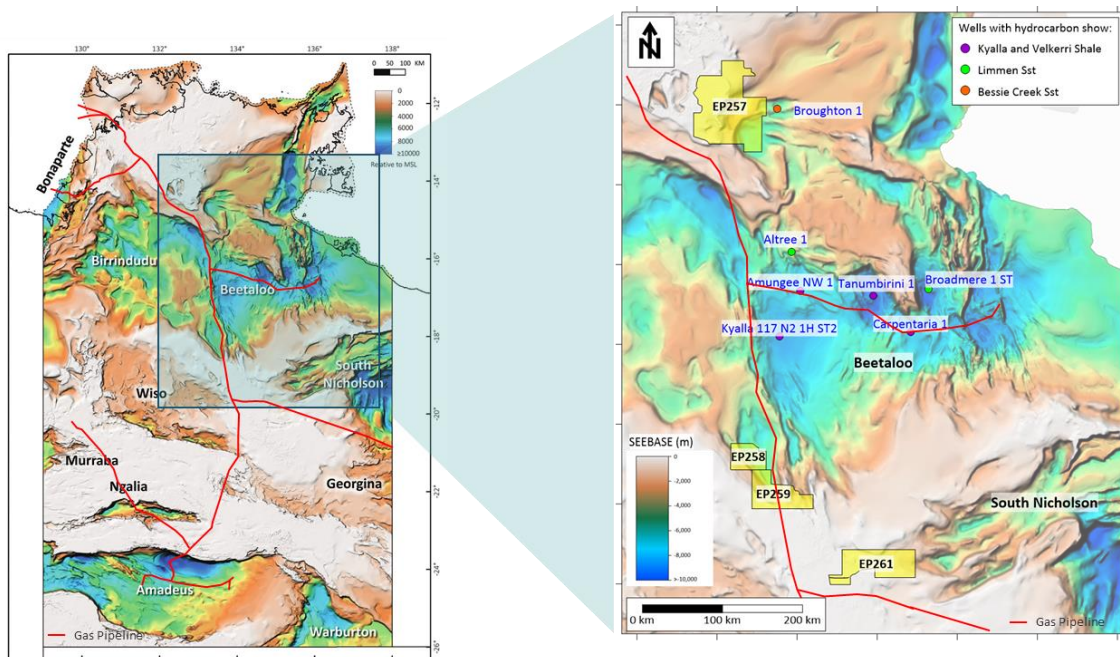 130°
132°
134°
136°
138°
0 50 100 KM
0
2000
4000
6000
8000
≥10000
Relative to MSL
-12°
-14°
-16°
-18°
-20°
-22°
-24°
-26°
Bonaparte
Birrindudu
Beetaloo
South
Nicholson
Wiso
Murraba
Ngalia
Georgina
Amadeus
Warburton
Gas Pipeline
N
Wells with hydrocarbon show:
Kyalla and Velkerri Shale
Limmen Sst
Bessie Creek Sst
EP257
Broughton 1
Altree 1
Amungee NW 1
Tanumbirini 1
Broadmere 1 ST
Kyalla 117 N2 1H ST2
Carpentaria 1
Beetaloo
SEEBASE (m)
0
-2,000
-4,000
-6,000
-8,000
>-10,000
EP258
EP259
South Nicholson
EP261
0 km 100 km 200 km
Gas Pipeline